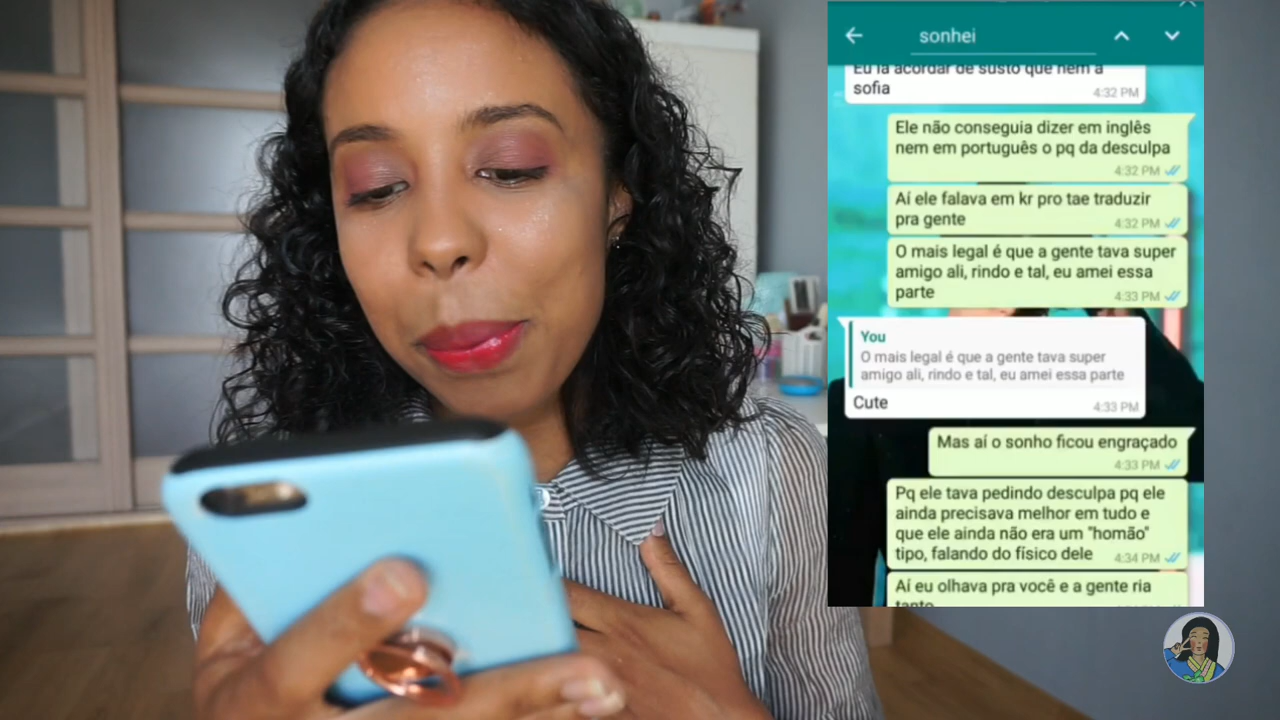 sonhei
Eu ia acordar de susto que nem a
sofia
4:32 PM
Ele não conseguia dizer em inglês
nem em português o pq da desculpa
4:32 PM
Aí ele falava em kr pro tae traduzir
pra gente
4:32 PM
O mais legal é que a gente tava super
amigo ali, rindo e tal, eu amei essa
parte
4:33 PM
You
O mais legal é que a gente tava super
amigo ali, rindo e tal, eu amei essa parte
Cute
4:33 PM
Mas aí o sonho ficou engraçado
4:33 PM
Pq ele tava pedindo desculpa pq ele
ainda precisava melhor em tudo e
que ele ainda não era um "homão"
tipo, falando do físico dele
4:34 PM
Aí eu olhava pra você e a gente ria
tanto